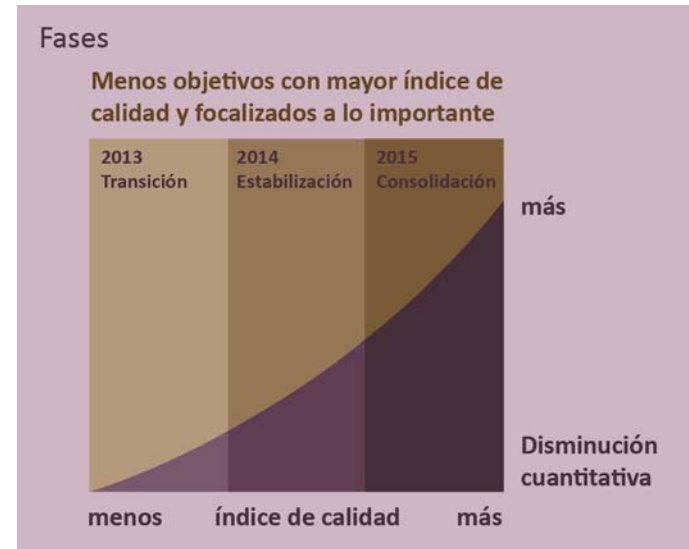 Fases
Menos objetivos con mayor índice de
calidad y focalizados a lo importante
2013
Transición
2014
Estabilización
2015
Consolidación
más
Disminución
cuantitativa
menos
índice de calidad
más